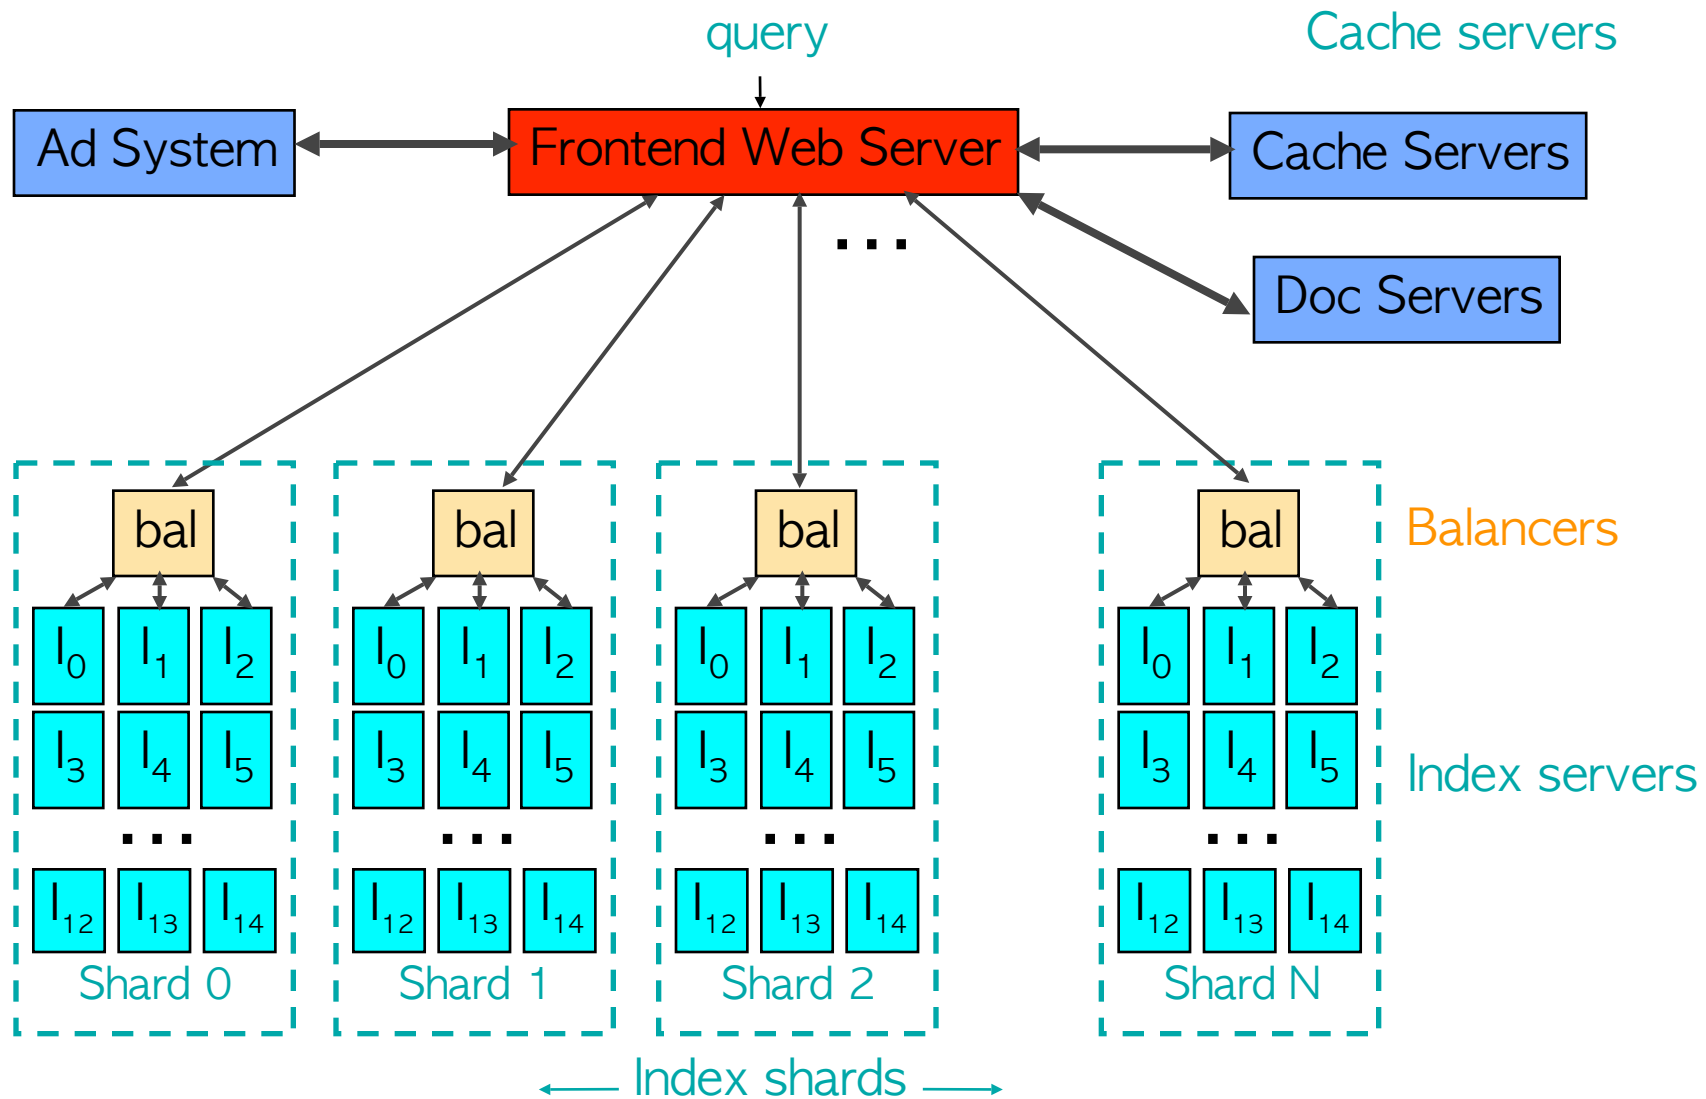 query
Cache servers
Ad System
Frontend Web Server
Cache Servers
...
Doc Servers
bal bal bal bal
Balancers
I0 I1 I2 I0 I1 I2 I0 I1 I2 I0 I1 I2
I3 I4 I5 I3 I4 I5 I3 I4 I5 I3 I4 I5
Index servers
... ... ... ...
I12 I13 I14 I12 I13 I14 I12 I13 I14 I12 I13 I14
Shard 0 Shard 1 Shard 2 Shard N
Index shards